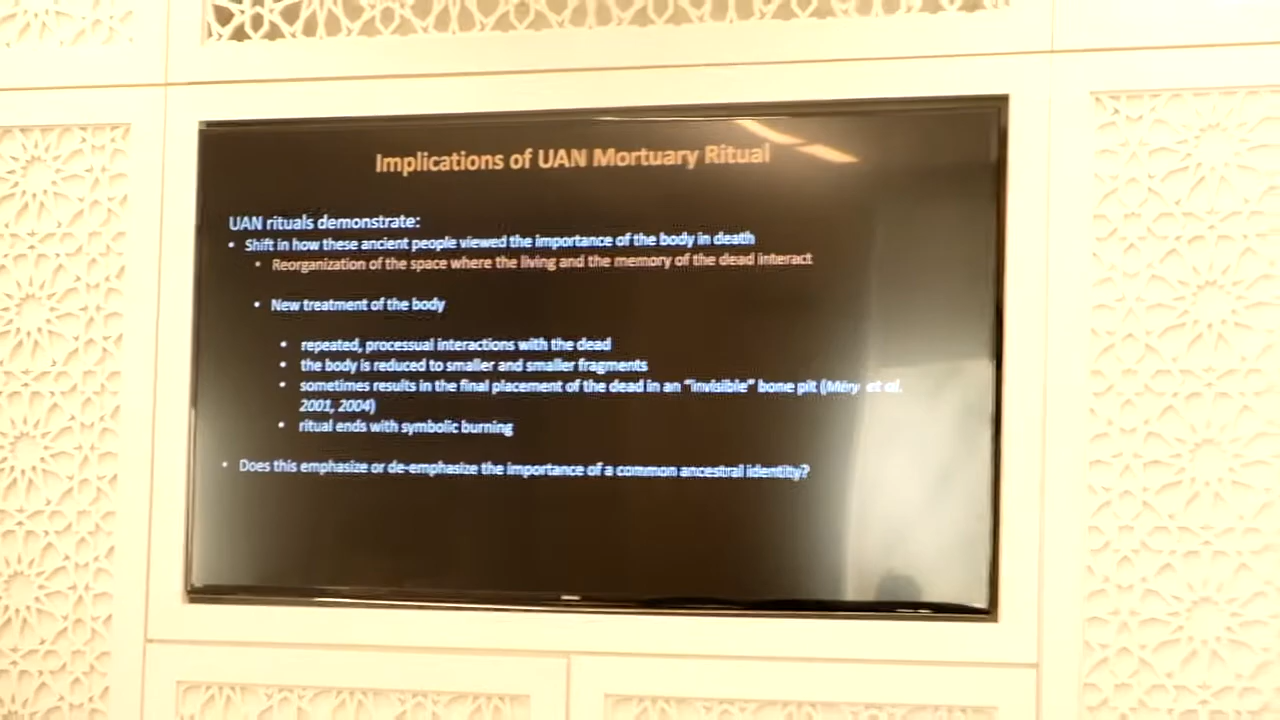 Implications of UAN Mortuary Ritual
UAN rituals demonstrate:
• Shift in how these ancient people viewed the importance of the body in death
• Reorganization of the space where the living and the memory of the dead interact
• New treatment of the body
• repeated, processual interactions with the dead
• the body is reduced to smaller and smaller fragments
• sometimes results in the final placement of the dead in an "invisible" bone pit (Méry et al.
2001, 2004)
• ritual ends with symbolic burning
• Does this emphasize or de-emphasize the importance of a common ancestral identity?